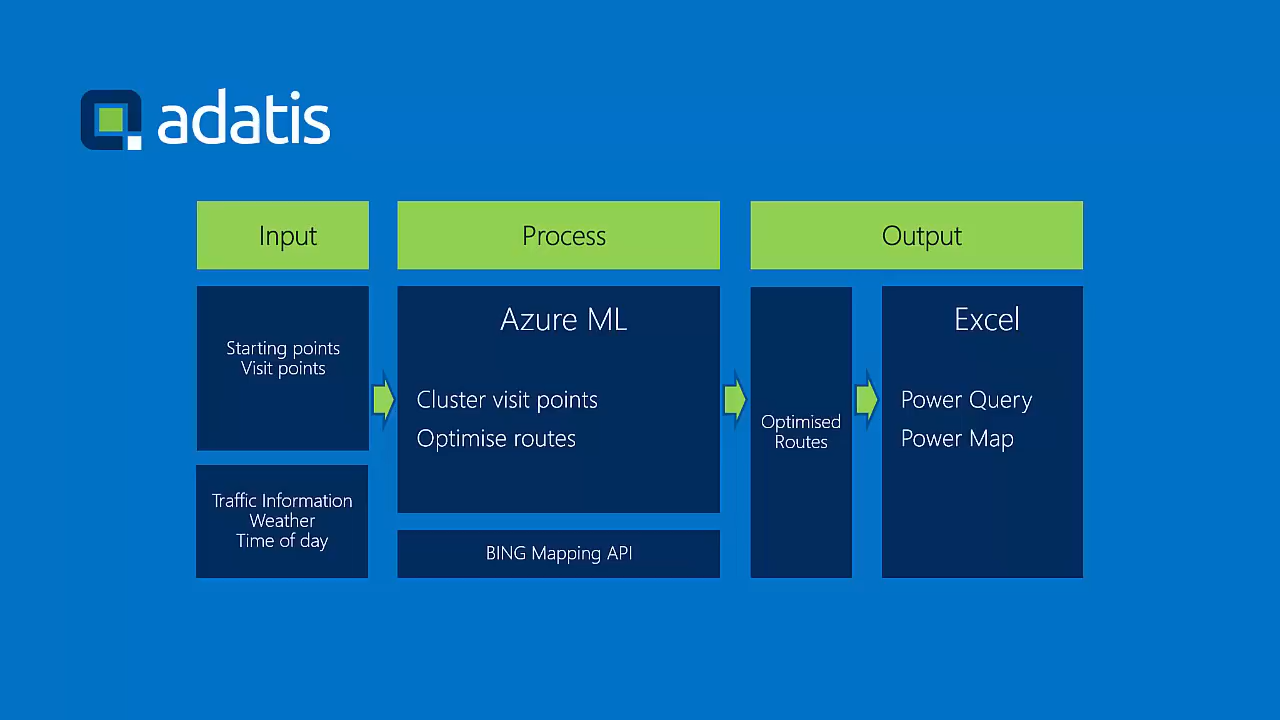 adatis
Input
Process
Output
Starting points
Visit points
Traffic Information
Weather
Time of day
Azure ML
Cluster visit points
Optimise routes
BING Mapping API
Optimised
Routes
Excel
Power Query
Power Map